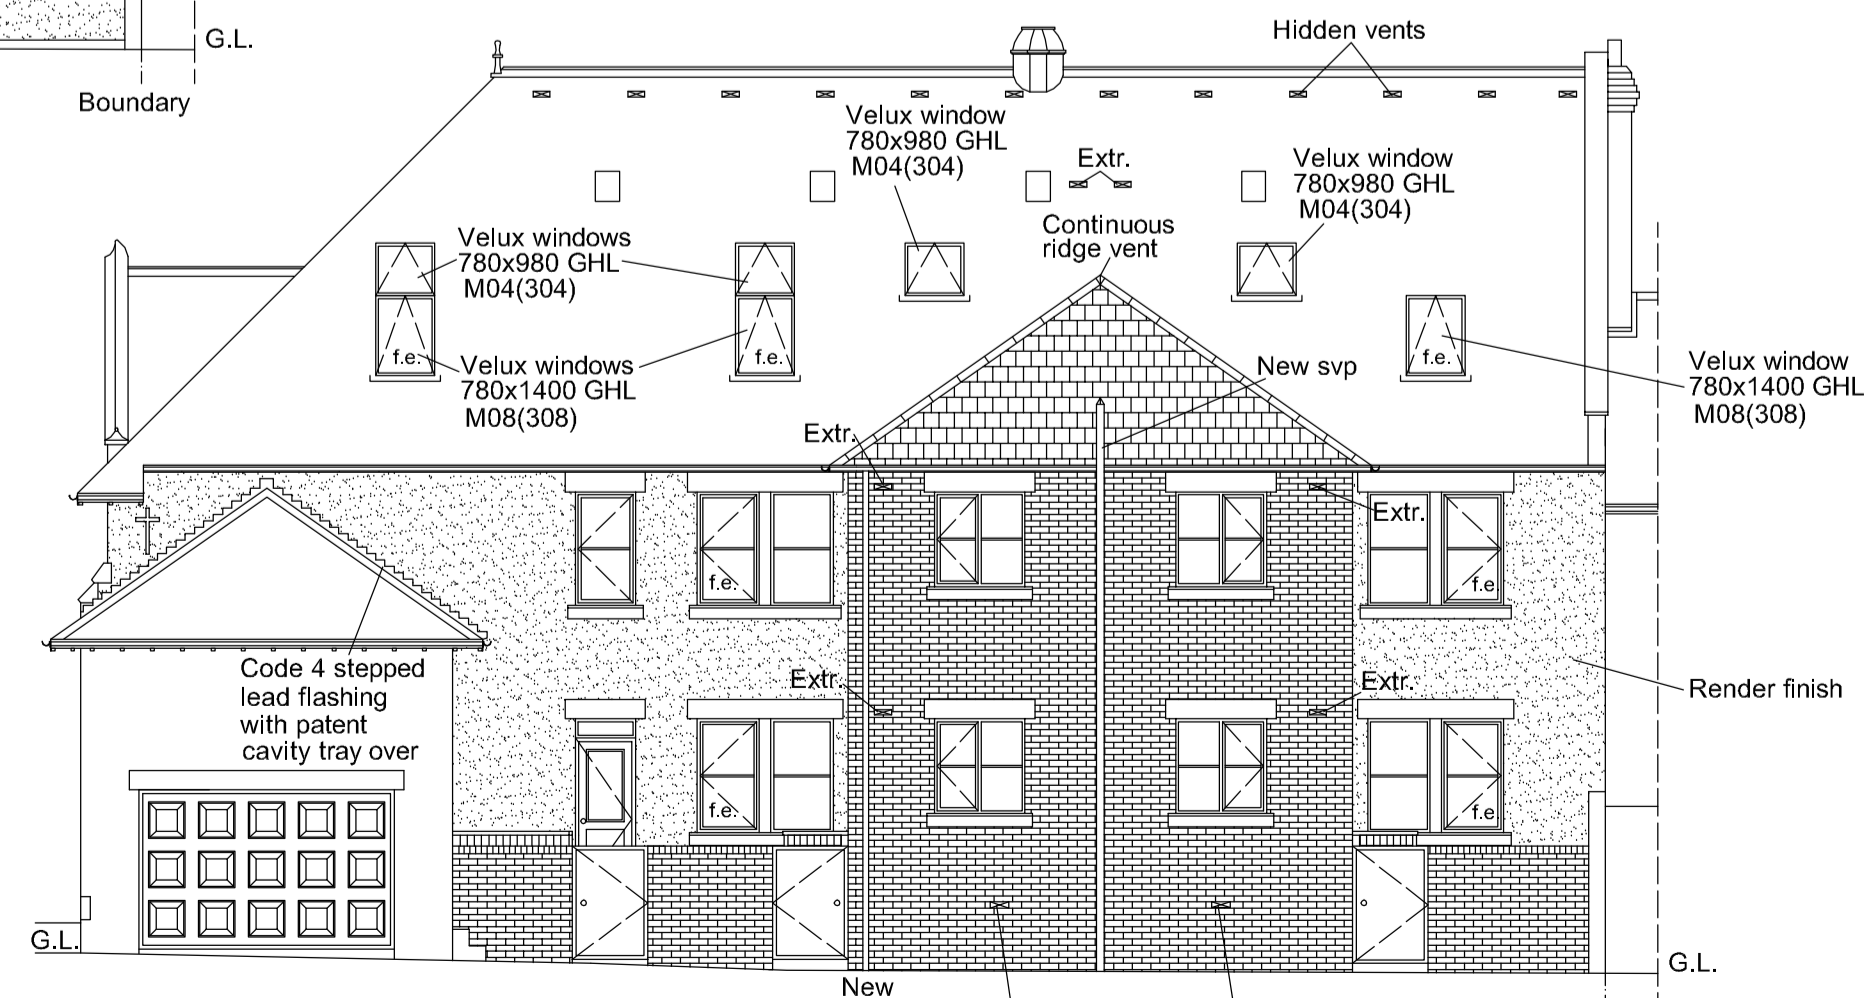 G.L.
Boundary
Hidden vents
Velux window
780x980 GHL
M04(304)
Extr.
Velux window
780x980 GHL
M04(304)
Continuous
ridge vent
Velux windows
780x980 GHL
M04(304)
f.e.
f.e.
f.e.
Velux windows
780x1400 GHL
M08(308)
New svp
Velux window
780x1400 GHL
M08(308)
Extr.
Extr.
f.e.
f.e.
Code 4 stepped
lead flashing
with patent
cavity tray over
Extr.
Extr.
Render finish
f.e.
f.e.
G.L.
G.L.
New